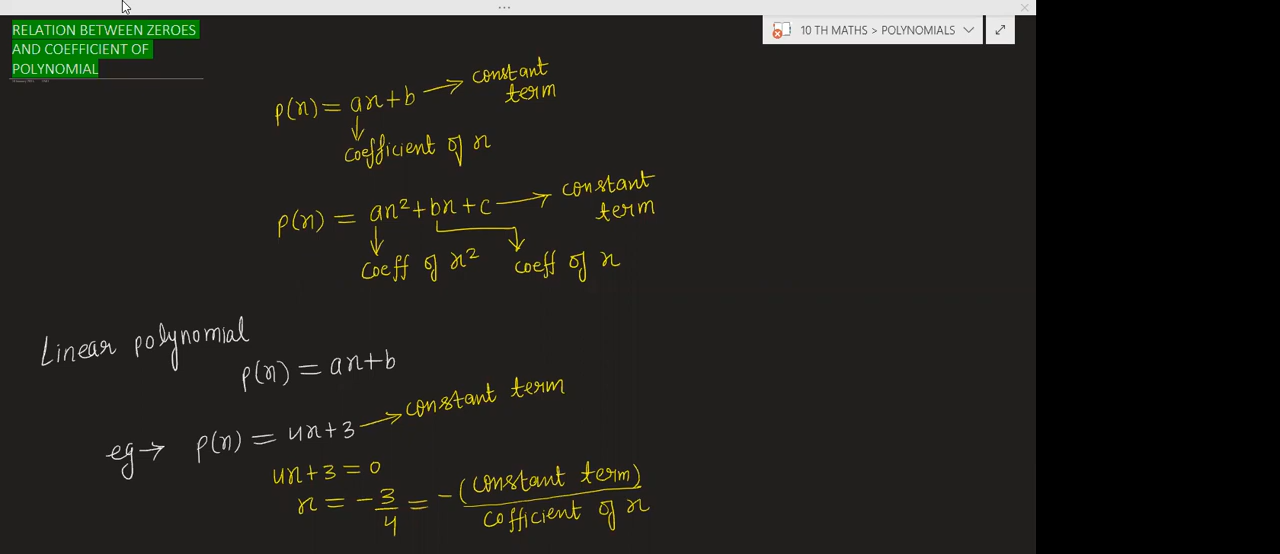 RELATION BETWEEN ZEROES
AND COEFFICIENT OF
POLYNOMIAL
10 TH MATHS > POLYNOMIALS
p(x) = ax+b → constant
term
coefficient of x
p(x) = ax²+bx+c → constant
term
coeff of x² coeff of x
Linear polynomial
p(x) = ax+b
eg → p(x) = 4x+3 → constant term
4x+3 = 0
x = -3/4 = -(constant term)/cofficient of x